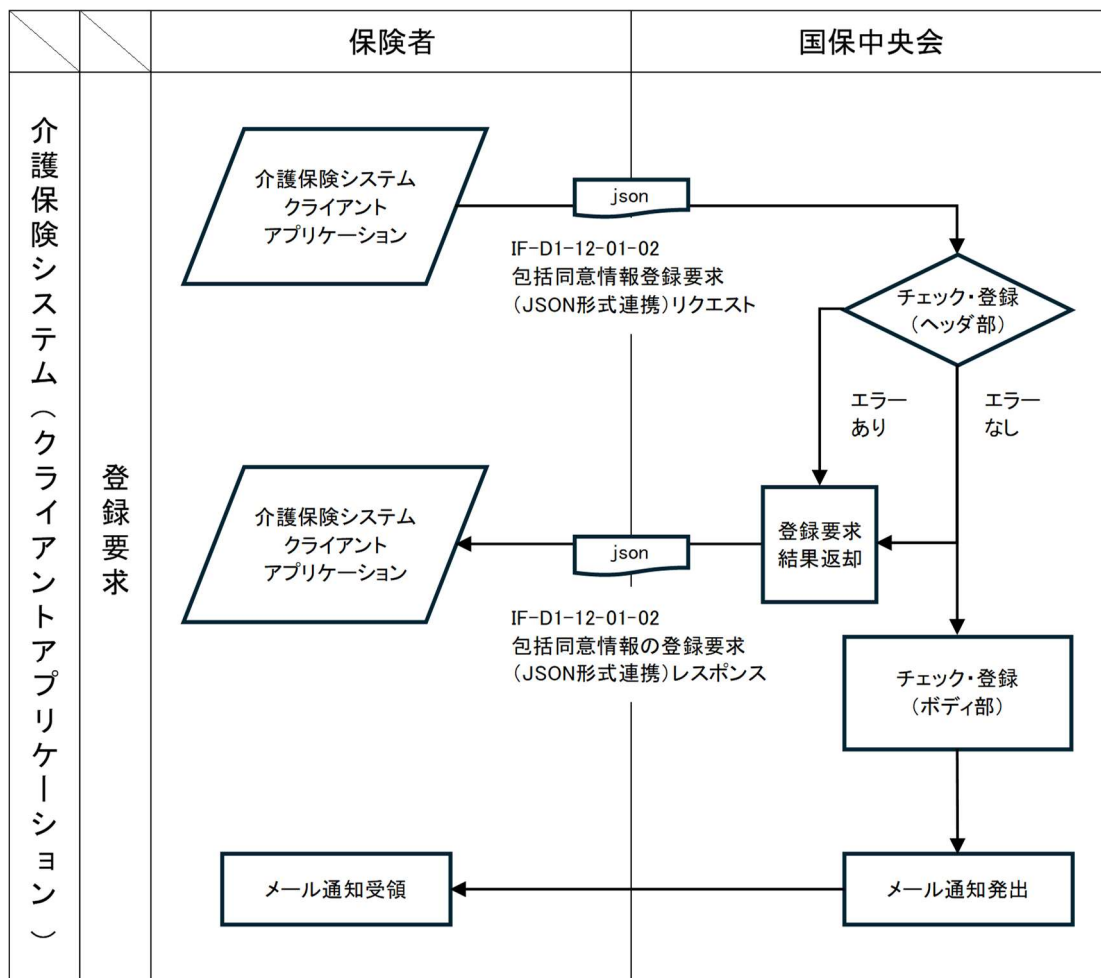 保険者
国保中央会
介護保険システム（クライアントアプリケーション）
登録要求
介護保険システム
クライアント
アプリケーション
json
IF-D1-12-01-02
包括同意情報登録要求
（JSON形式連携）リクエスト
チェック・登録
（ヘッダ部）
エラー
あり
エラー
なし
介護保険システム
クライアント
アプリケーション
json
登録要求
結果返却
IF-D1-12-01-02
包括同意情報の登録要求
（JSON形式連携）レスポンス
チェック・登録
（ボディ部）
メール通知受領
メール通知発出